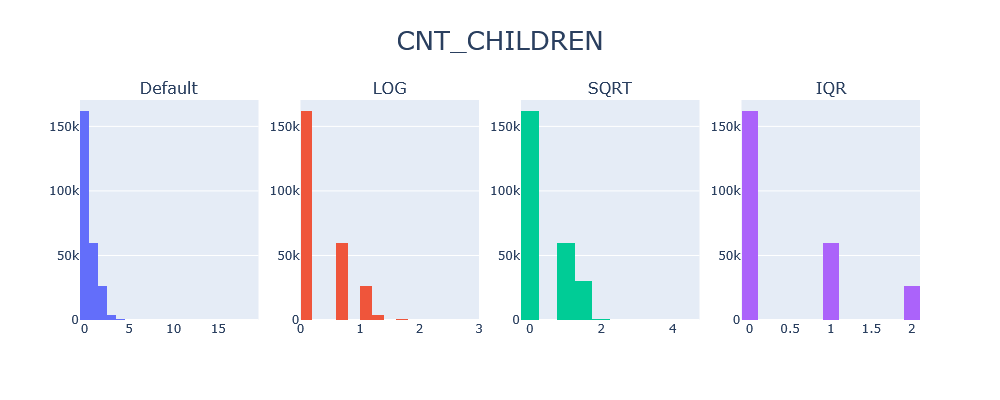 CNT_CHILDREN
Default LOG SQRT IQR
150k 150k 150k 150k
100k 100k 100k 100k
50k 50k 50k 50k
0 0 0 0
0 5 10 15 0 1 2 3 0 2 4 0 0.5 1 1.5 2